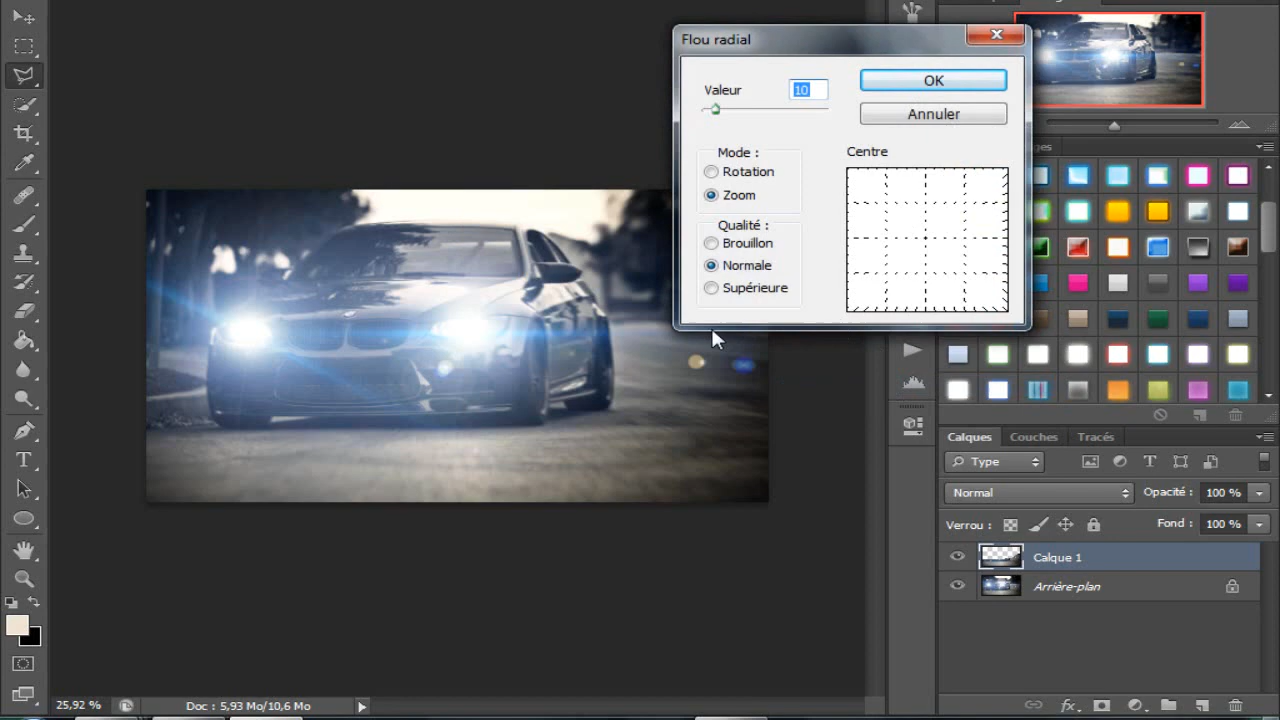 Flou radial
Valeur 10
OK
Annuler
Mode :
Rotation
Zoom
Qualité :
Brouillon
Normale
Supérieure
Centre
Calques Couches Tracés
Type
Normal Opacité : 100 %
Verrou : Fond : 100 %
Calque 1
Arrière-plan
25,92 % Doc : 5,93 Mo/10,6 Mo